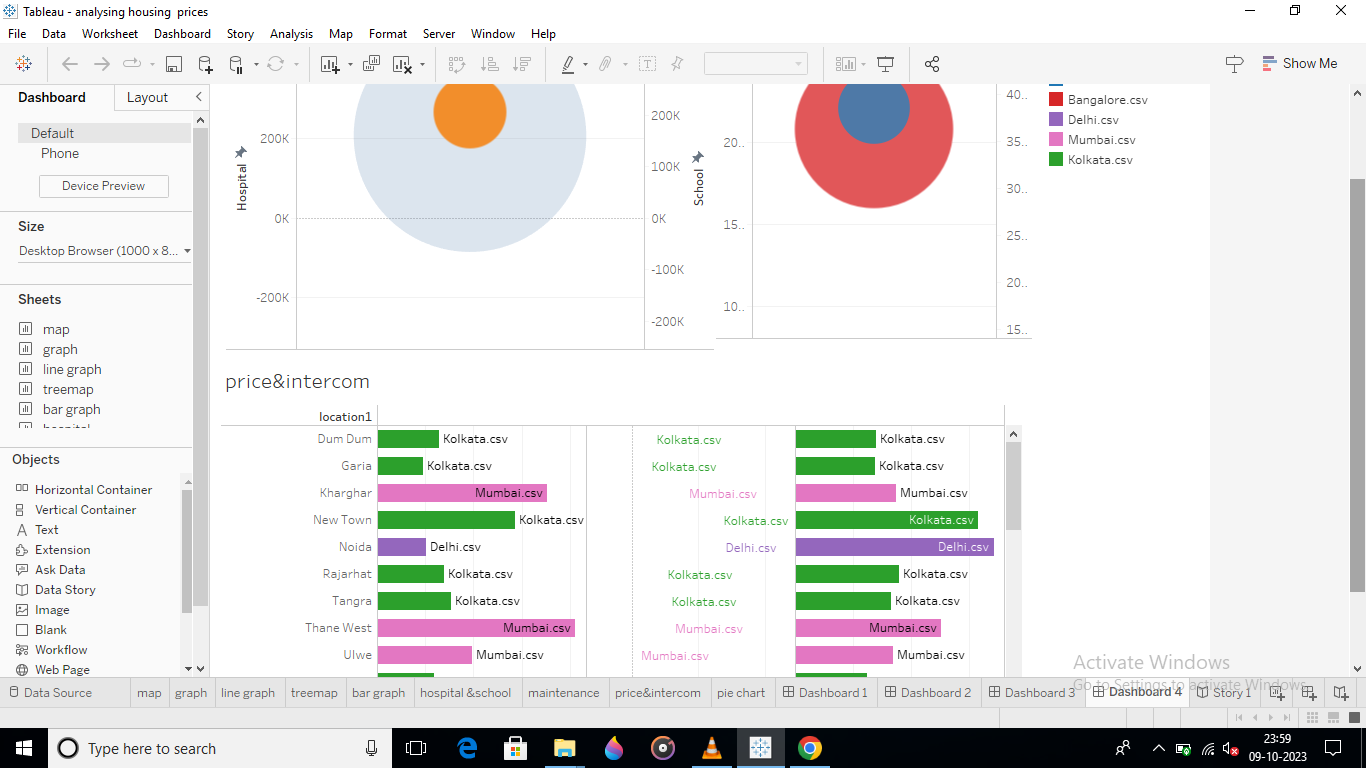 Tableau - analysing housing prices
File Data Worksheet Dashboard Story Analysis Map Format Server Window Help
Show Me
Dashboard Layout
Default
Phone
Device Preview
Size
Desktop Browser (1000 x 8...
Sheets
map
graph
line graph
treemap
bar graph
Objects
Horizontal Container
Vertical Container
Text
Extension
Ask Data
Data Story
Image
Blank
Workflow
Web Page
Hospital
200K
0K
-200K
200K
100K
0K
-100K
-200K
School
20..
15..
10..
40..
35..
30..
25..
20..
15..
Bangalore.csv
Delhi.csv
Mumbai.csv
Kolkata.csv
price&intercom
location1
Dum Dum Kolkata.csv Kolkata.csv Kolkata.csv
Garia Kolkata.csv Kolkata.csv Kolkata.csv
Kharghar Mumbai.csv Mumbai.csv Mumbai.csv
New Town Kolkata.csv Kolkata.csv Kolkata.csv
Noida Delhi.csv Delhi.csv Delhi.csv
Rajarhat Kolkata.csv Kolkata.csv Kolkata.csv
Tangra Kolkata.csv Kolkata.csv Kolkata.csv
Thane West Mumbai.csv Mumbai.csv Mumbai.csv
Ulwe Mumbai.csv Mumbai.csv Mumbai.csv
Activate Windows
Go to Settings to activate Windows.
Data Source map graph line graph treemap bar graph hospital &school maintenance price&intercom pie chart Dashboard 1 Dashboard 2 Dashboard 3 Dashboard 4 Story 1
Type here to search
23:59
09-10-2023